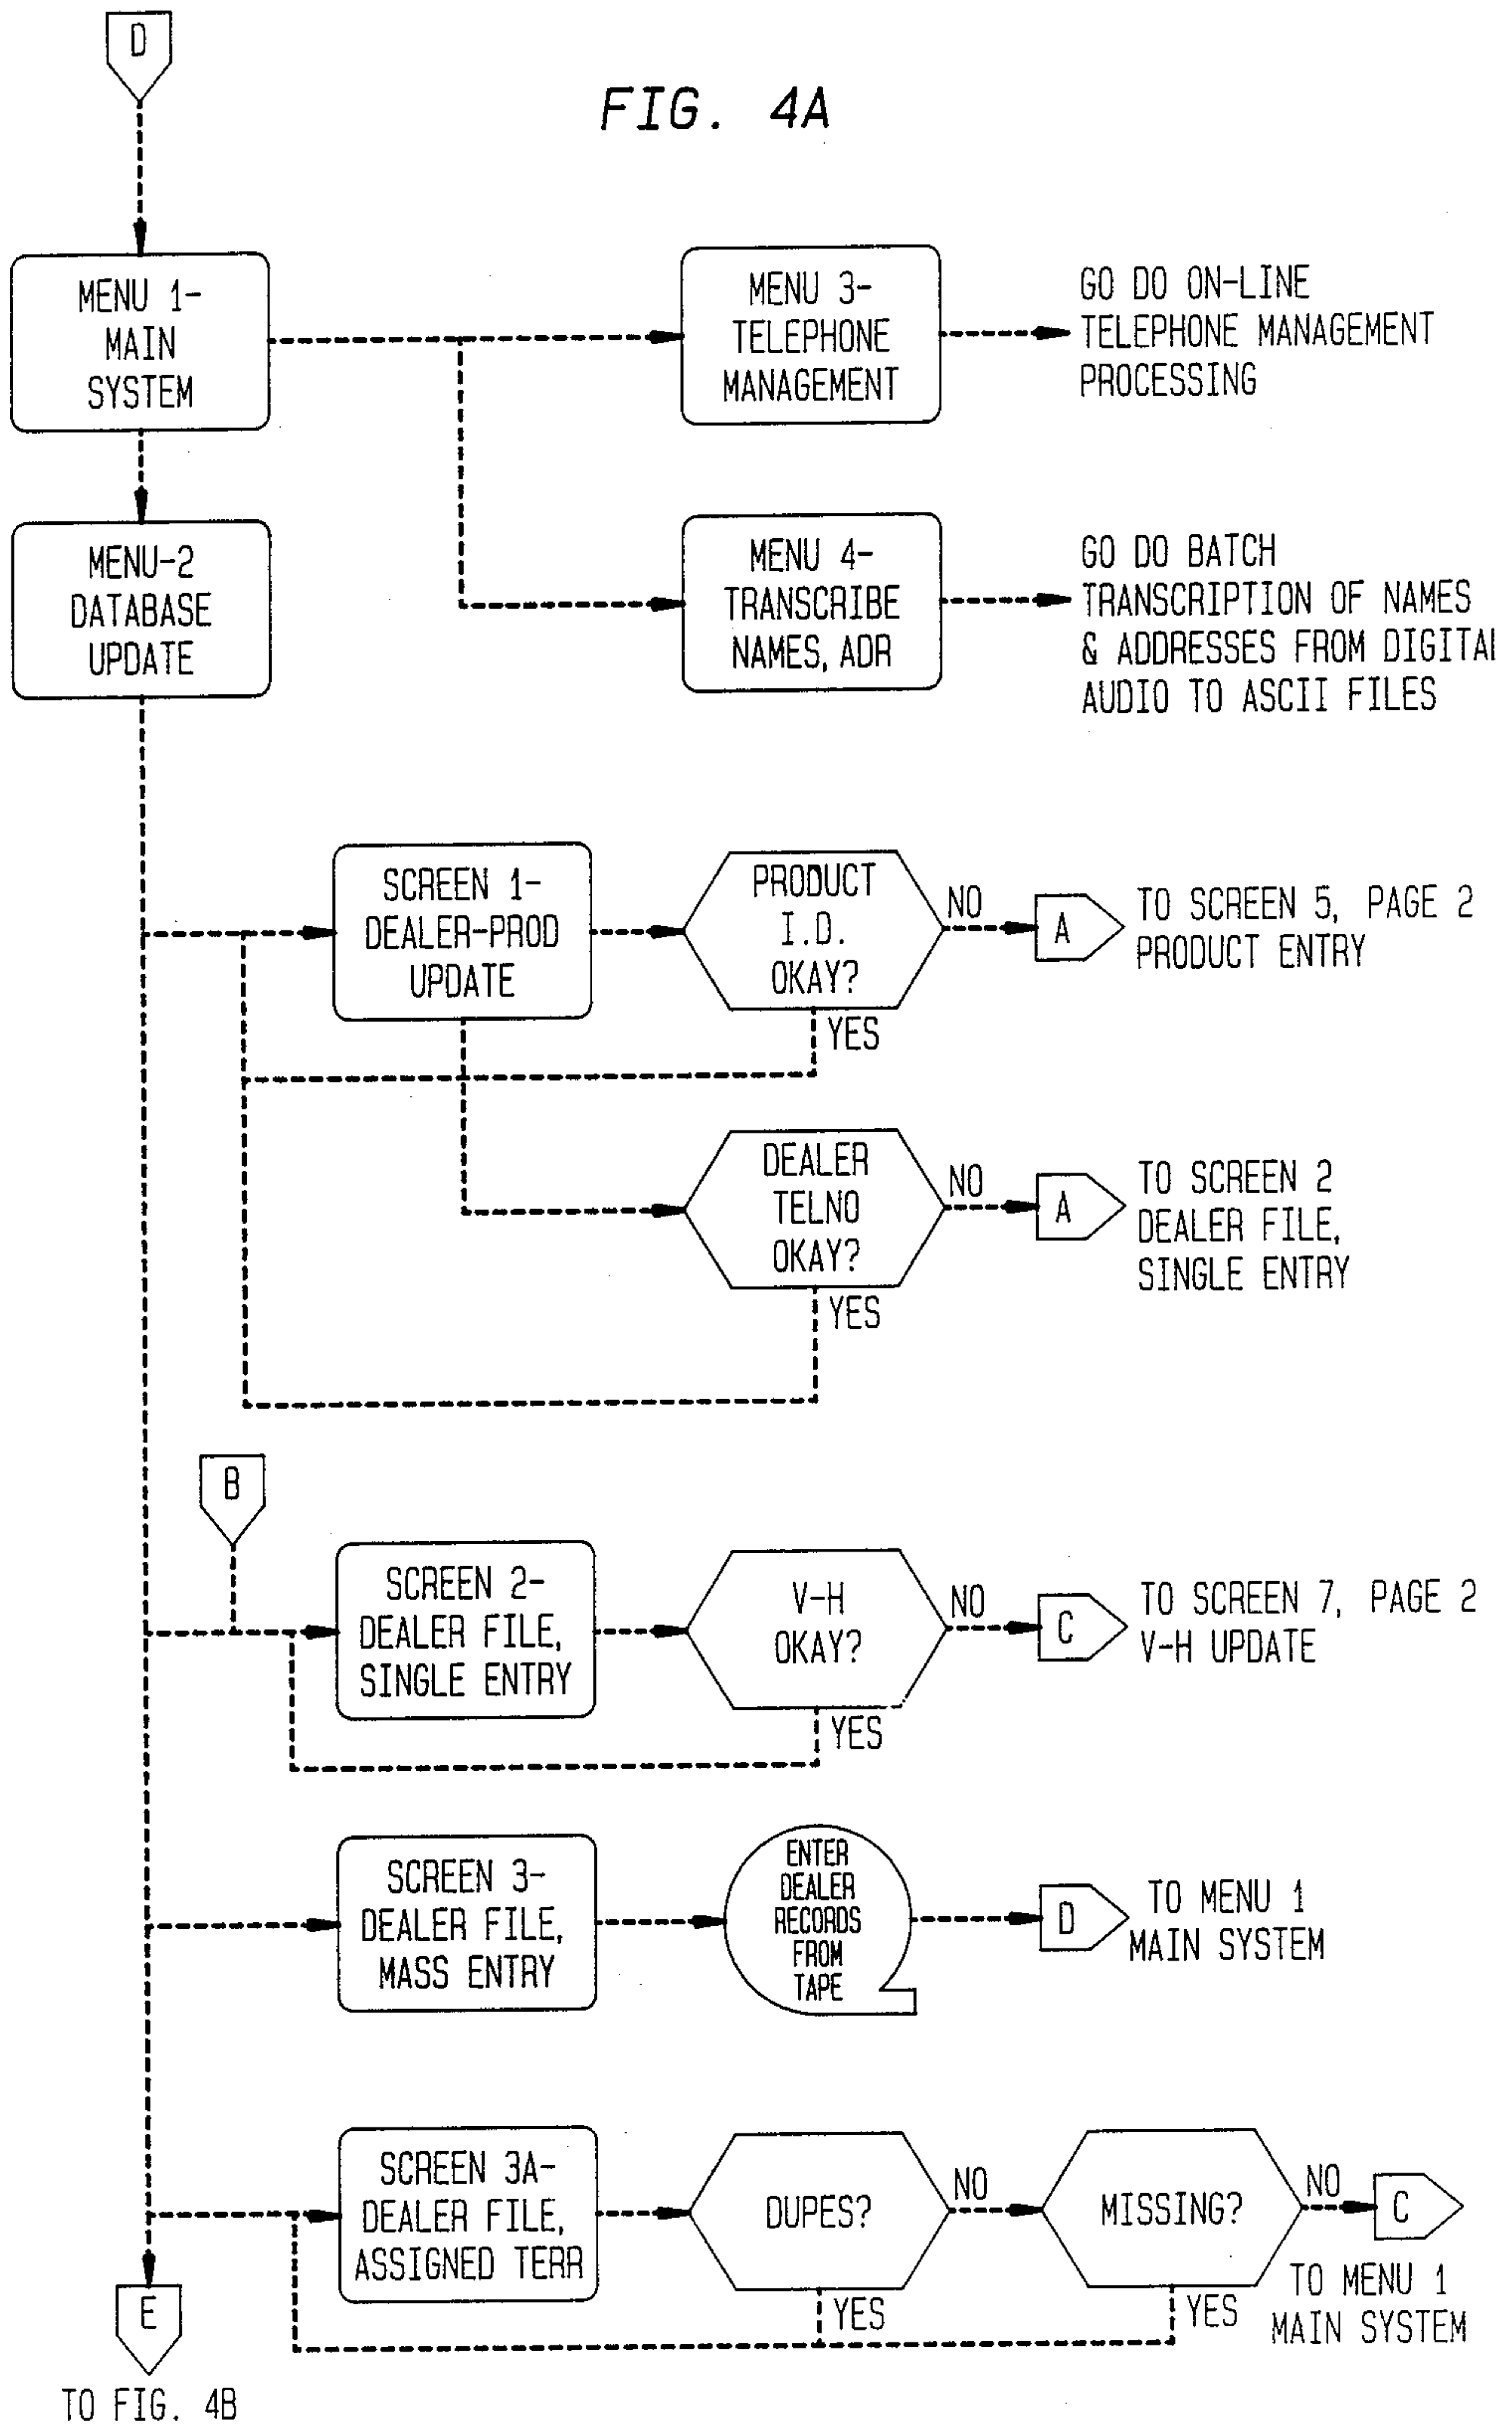 D
FIG. 4A
MENU 1-
MAIN
SYSTEM
MENU 3-
TELEPHONE
MANAGEMENT
GO DO ON-LINE
TELEPHONE MANAGEMENT
PROCESSING
MENU-2
DATABASE
UPDATE
MENU 4-
TRANSCRIBE
NAMES, ADR
GO DO BATCH
TRANSCRIPTION OF NAMES
& ADDRESSES FROM DIGITAL
AUDIO TO ASCII FILES
SCREEN 1-
DEALER-PROD
UPDATE
PRODUCT
I.D.
OKAY?
NO
A
TO SCREEN 5, PAGE 2
PRODUCT ENTRY
YES
DEALER
TELNO
OKAY?
NO
A
TO SCREEN 2
DEALER FILE,
SINGLE ENTRY
YES
B
SCREEN 2-
DEALER FILE,
SINGLE ENTRY
V-H
OKAY?
NO
C
TO SCREEN 7, PAGE 2
V-H UPDATE
YES
SCREEN 3-
DEALER FILE,
MASS ENTRY
ENTER
DEALER
RECORDS
FROM
TAPE
D
TO MENU 1
MAIN SYSTEM
SCREEN 3A-
DEALER FILE,
ASSIGNED TERR
DUPES?
NO
MISSING?
NO
C
TO MENU 1
MAIN SYSTEM
YES
YES
E
TO FIG. 4B